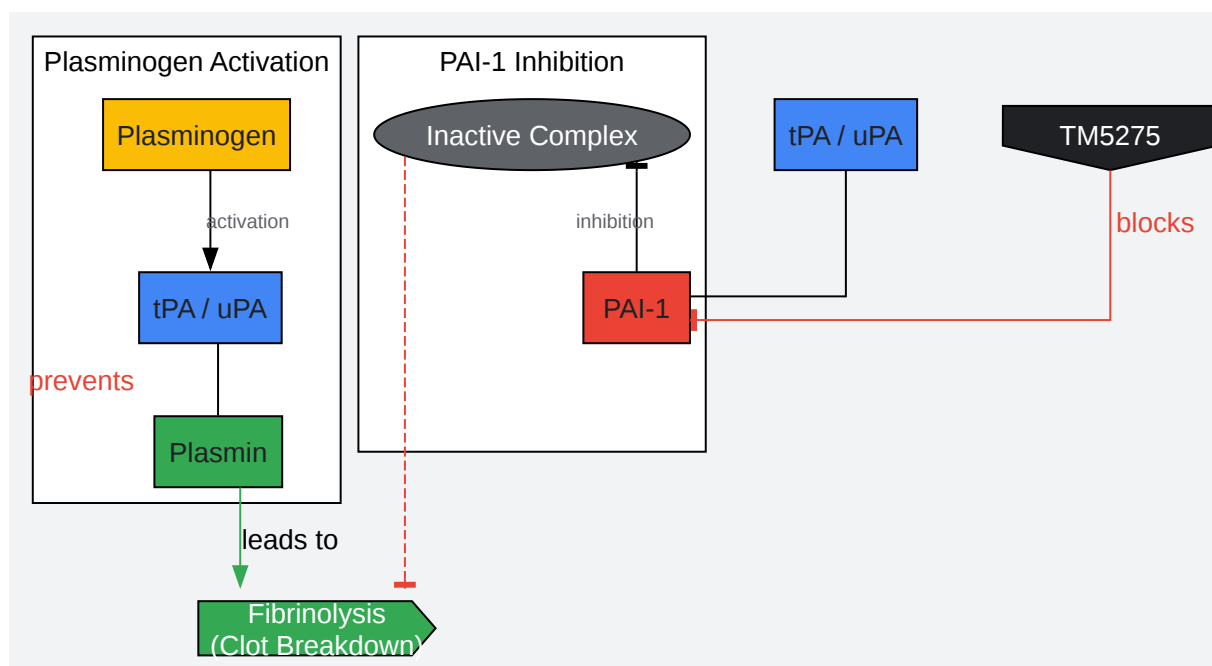 Plasminogen Activation
Plasminogen
activation
tPA / uPA
prevents
Plasmin
leads to
Fibrinolysis
(Clot Breakdown)
PAI-1 Inhibition
Inactive Complex
inhibition
PAI-1
tPA / uPA
TM5275
blocks